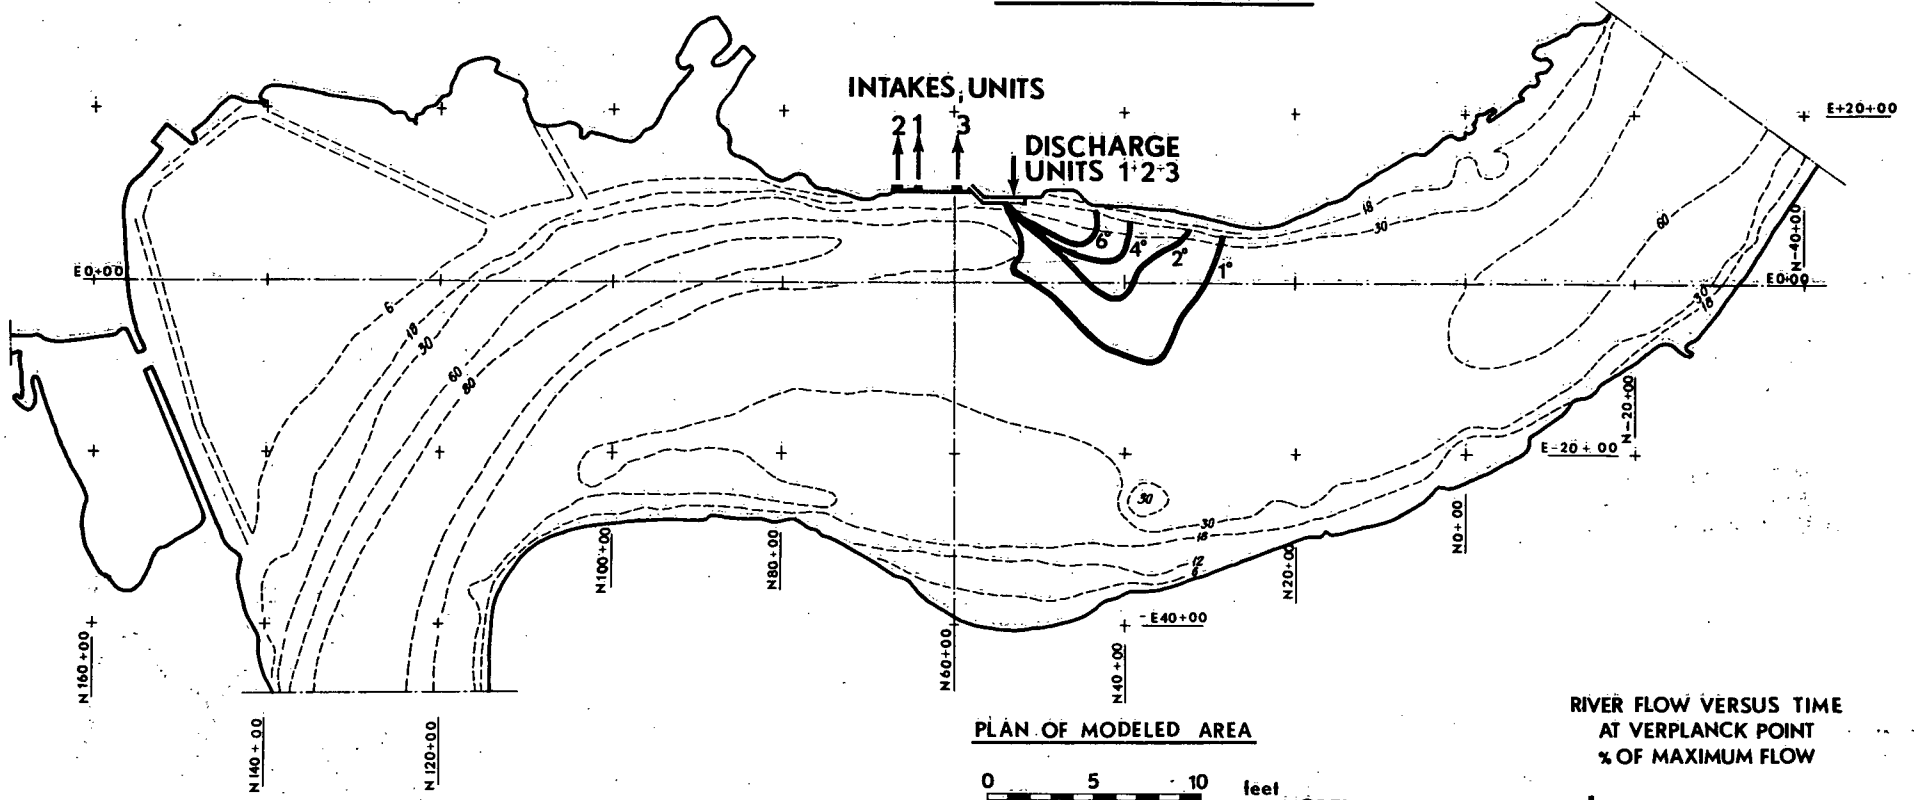 INTAKES, UNITS
2 1 3
DISCHARGE
UNITS 1+2+3
E+20+00
E0+00
E0+00
N-40+00
6°
4°
2°
1°
6
18
30
60
80
18
30
60
30
18
N-20+00
E-20+00
30
30
18
12
6
N0+00
N20+00
N100+00
N80+00
N60+00
N40+00
E40+00
N160+00
N140+00
N120+00
PLAN OF MODELED AREA
0 5 10 feet
RIVER FLOW VERSUS TIME
AT VERPLANCK POINT
% OF MAXIMUM FLOW